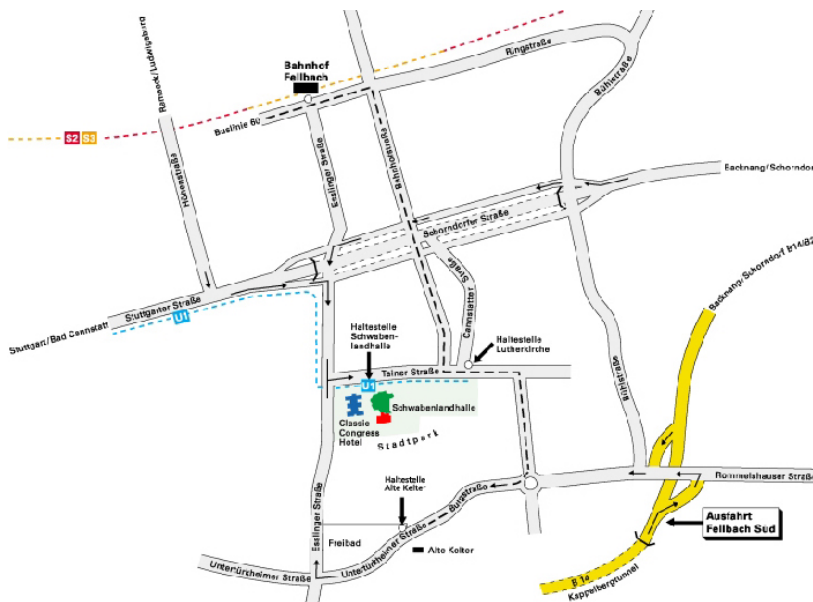 Remseck/Ludwigsburg
Bahnhof
Fellbach
Ringstraße
Bühlstraße
Buslinie 60
S2 S3
Höhenstraße
Esslinger Straße
Bahnhofstraße
Backnang/Schorndorf
Schorndorfer Straße
Stuttgarter Straße
Stuttgart/Bad Cannstatt
U1
Cannstatter
Straße
Backnang/Schorndorf B14/B29
Haltestelle
Schwaben-
landhalle
Haltestelle
Lutherkirche
Tainer Straße
U1
Bühlstraße
Schwabenlandhalle
Classic
Congress
Hotel
Stadtpark
Haltestelle
Alte Kelter
Burgstraße
Rommelshauser Straße
Esslinger Straße
Ausfahrt
Fellbach Süd
Freibad
Untertürkheimer Straße
Alte Kelter
Untertürkheimer Straße
B 14
Kappelbergtunnel